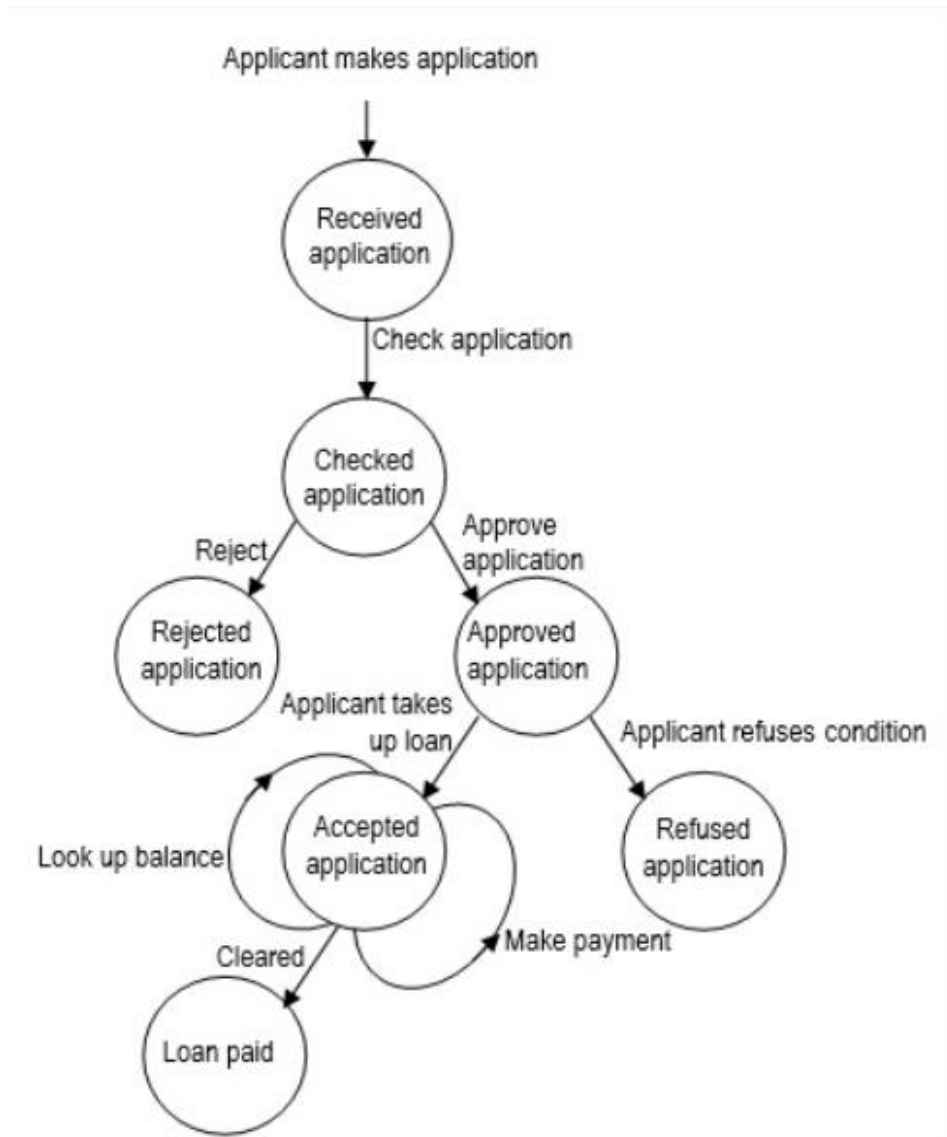 Applicant makes application
Received
application
Check application
Checked
application
Reject
Approve
application
Rejected
application
Approved
application
Applicant takes
up loan
Applicant refuses condition
Accepted
application
Refused
application
Look up balance
Make payment
Cleared
Loan paid